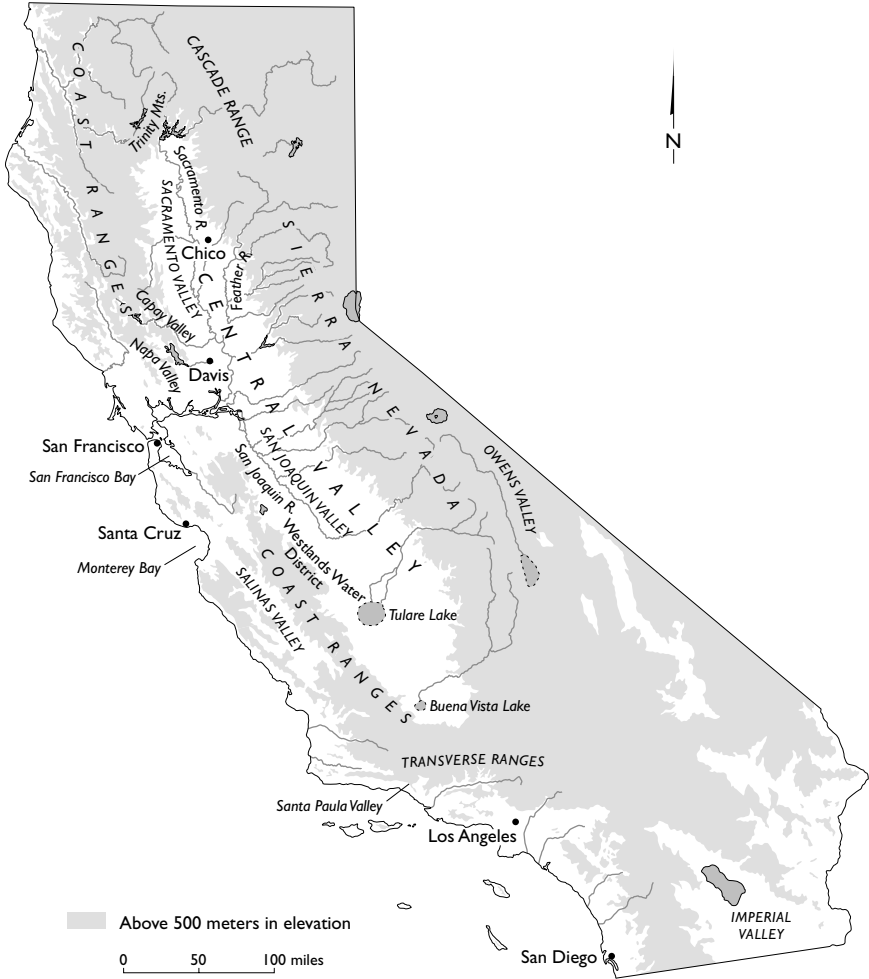 COAST RANGES
CASCADE RANGE
Trinity Mts.
N
Sacramento R.
SACRAMENTO VALLEY
Chico
Feather R.
SIERRA NEVADA
CENTRAL VALLEY
Capay Valley
Napa Valley
Davis
San Francisco
San Francisco Bay
SAN JOAQUIN VALLEY
San Joaquin R.
OWENS VALLEY
Santa Cruz
Monterey Bay
Westlands Water
District
COAST RANGES
SALINAS VALLEY
Tulare Lake
Buena Vista Lake
TRANSVERSE RANGES
Santa Paula Valley
Los Angeles
IMPERIAL
VALLEY
Above 500 meters in elevation
San Diego
0 50 100 miles